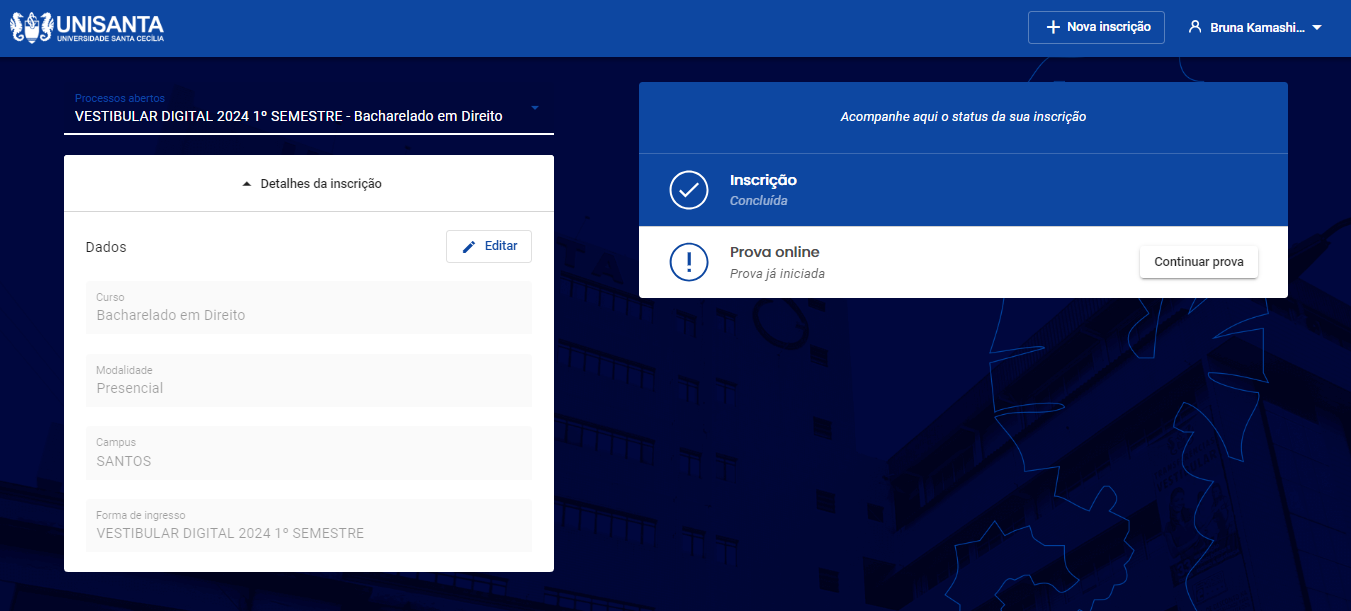 UNISANTA
UNIVERSIDADE SANTA CECÍLIA
Nova inscrição
Bruna Kamashi...
Processos abertos
VESTIBULAR DIGITAL 2024 1º SEMESTRE - Bacharelado em Direito
Detalhes da inscrição
Dados
Editar
Curso
Bacharelado em Direito
Modalidade
Presencial
Campus
SANTOS
Forma de ingresso
VESTIBULAR DIGITAL 2024 1º SEMESTRE
Acompanhe aqui o status da sua inscrição
Inscrição
Concluída
Prova online
Prova já iniciada
Continuar prova